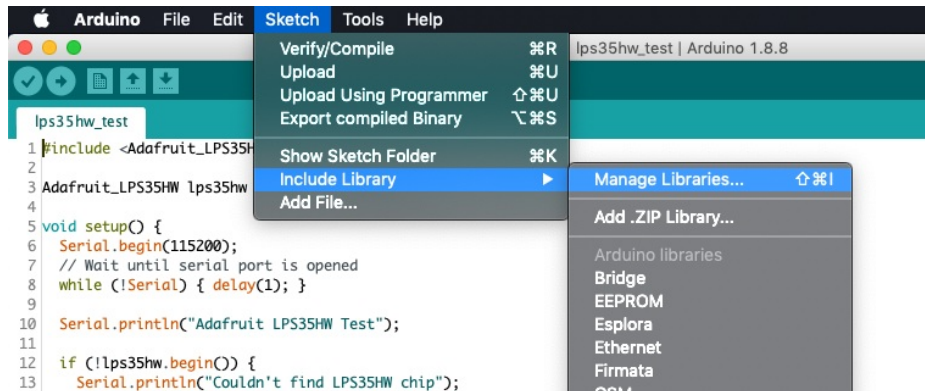 Arduino File Edit Sketch Tools Help
lps35hw_test | Arduino 1.8.8
Verify/Compile ⌘R
Upload ⌘U
Upload Using Programmer ⇧⌘U
Export compiled Binary ⌥⌘S
Show Sketch Folder ⌘K
Include Library ▶
Add File...
Manage Libraries... ⇧⌘I
Add .ZIP Library...
Arduino libraries
Bridge
EEPROM
Esplora
Ethernet
Firmata
lps35hw_test
1 #include <Adafruit_LPS35H
2
3 Adafruit_LPS35HW lps35hw
4
5 void setup() {
6 Serial.begin(115200);
7 // Wait until serial port is opened
8 while (!Serial) { delay(1); }
9
10 Serial.println("Adafruit LPS35HW Test");
11
12 if (!lps35hw.begin()) {
13 Serial.println("Couldn't find LPS35HW chip");